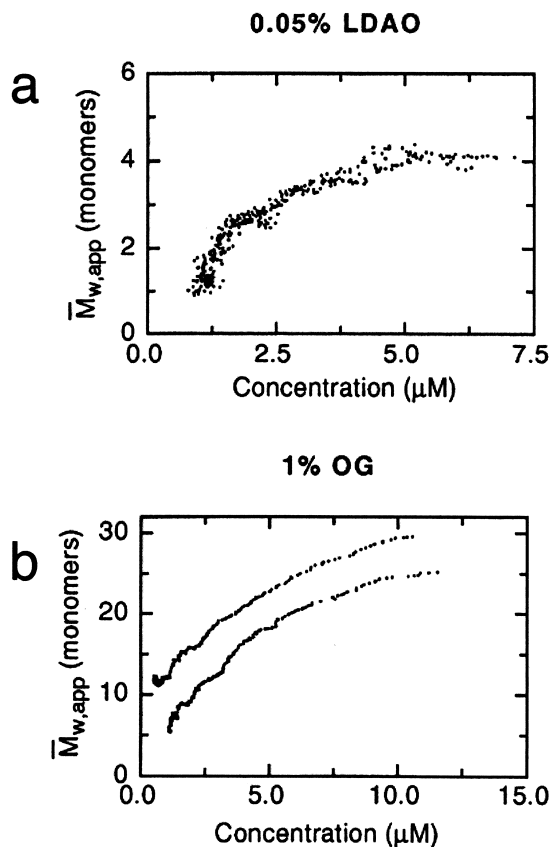 0.05% LDAO
a
M̅w,app (monomers)
6
4
2
0
0.0 2.5 5.0 7.5
Concentration (μM)
1% OG
b
M̅w,app (monomers)
30
20
10
0
0.0 5.0 10.0 15.0
Concentration (μM)